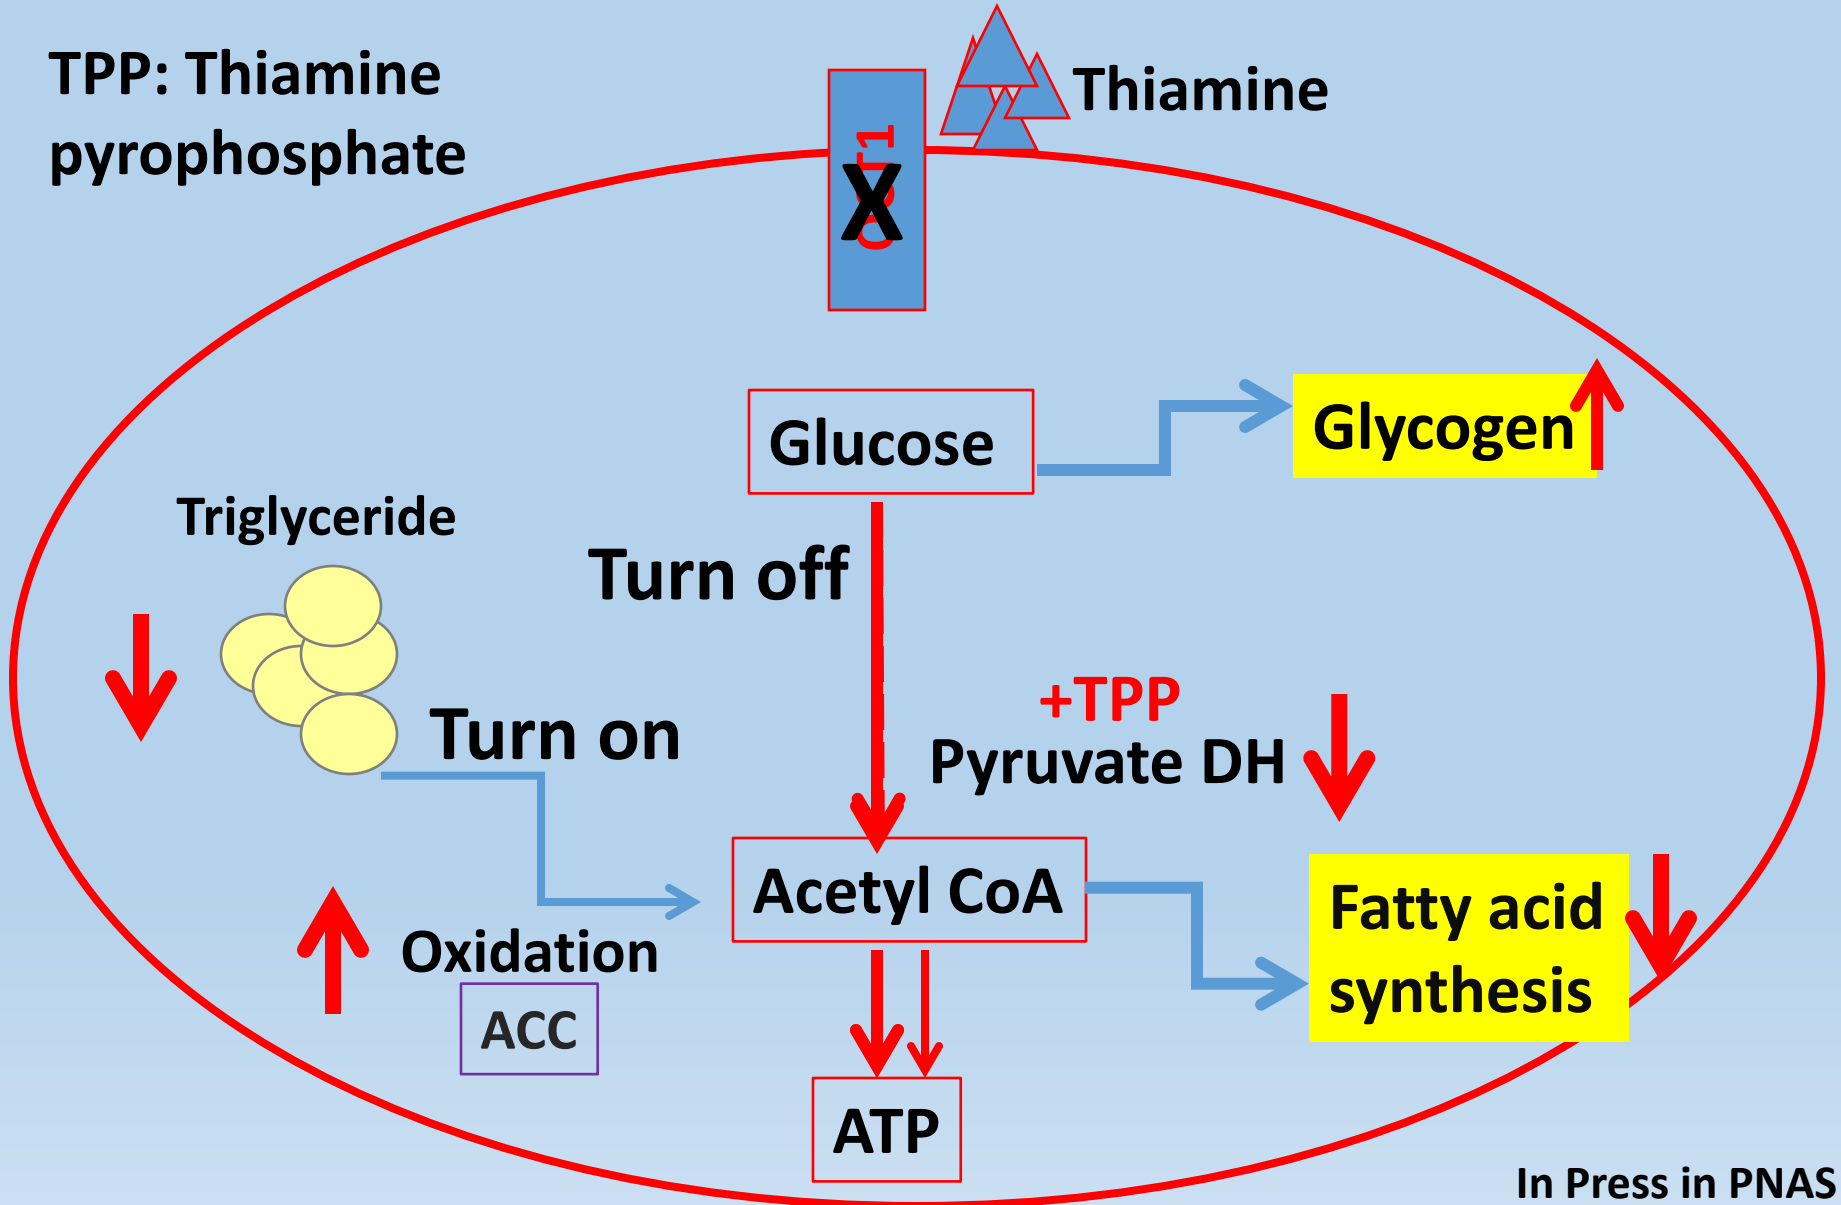 TPP: Thiamine
pyrophosphate
Thiamine
Glucose
Glycogen
Triglyceride
Turn off
Turn on
+TPP
Pyruvate DH
Acetyl CoA
Fatty acid
synthesis
Oxidation
ACC
ATP
In Press in PNAS
X